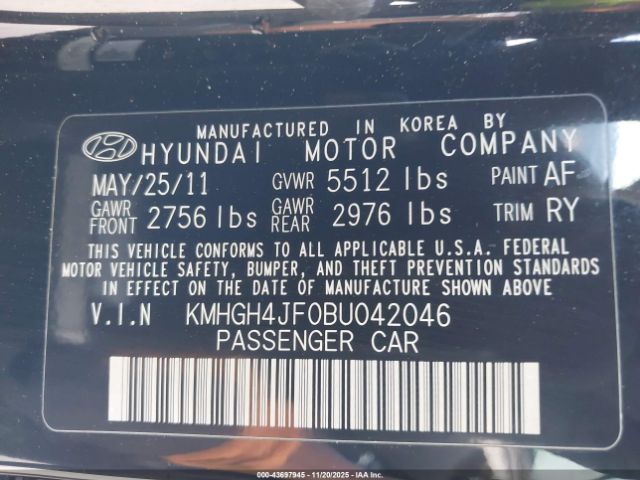 MANUFACTURED IN KOREA BY
HYUNDAI MOTOR COMPANY
MAY/25/11 GVWR 5512 lbs PAINT AF
GAWR FRONT 2756 lbs GAWR REAR 2976 lbs TRIM RY
THIS VEHICLE CONFORMS TO ALL APPLICABLE U.S.A. FEDERAL
MOTOR VEHICLE SAFETY, BUMPER, AND THEFT PREVENTION STANDARDS
IN EFFECT ON THE DATE OF MANUFACTURE SHOWN ABOVE
V.I.N KMHGH4JF0BU042046
PASSENGER CAR
©-43697945 - 11/20/2025 - IAA